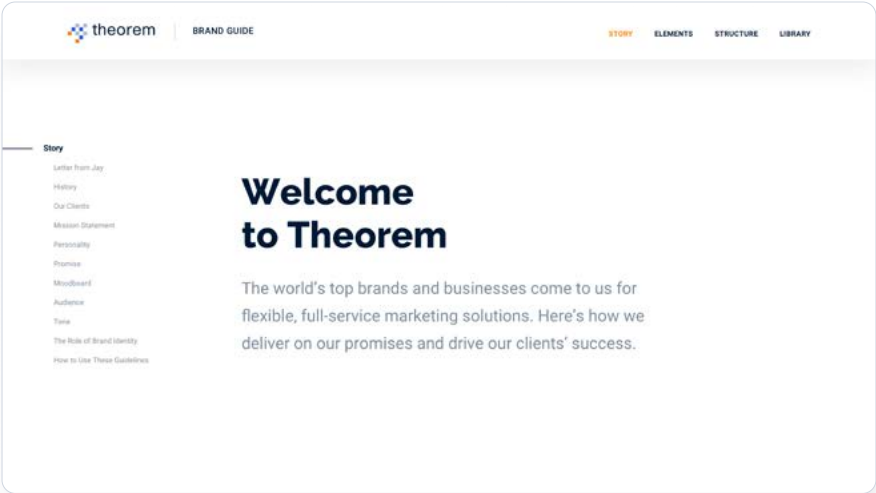 theorem
BRAND GUIDE
STORY
ELEMENTS
STRUCTURE
LIBRARY
Story
Letter from Jay
History
Our Clients
Mission Statement
Personality
Promise
Moodboard
Audience
Tone
The Role of Brand Identity
How to Use These Guidelines
Welcome
to Theorem
The world's top brands and businesses come to us for
flexible, full-service marketing solutions. Here's how we
deliver on our promises and drive our clients' success.